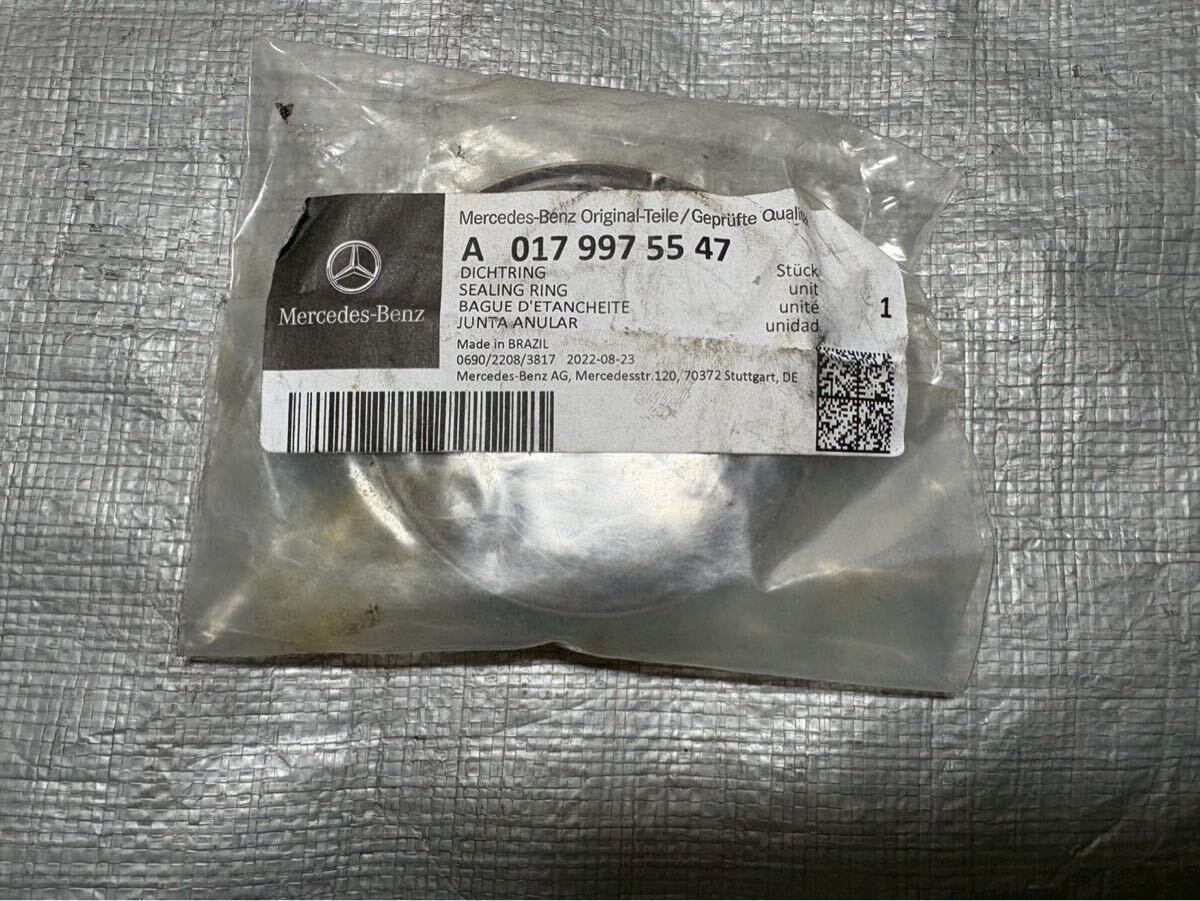 Mercedes-Benz Original-Teile/Geprüfte
A 017 997 55 47
DICHTRING Stück
SEALING RING unit
BAGUE D'ETANCHEITE unité
JUNTA ANULAR unidad
1
Made in BRAZIL
0690/2208/3817 2022-08-23
Mercedes-Benz AG, Mercedesstr.120, 70372 Stuttgart, DE
Mercedes-Benz